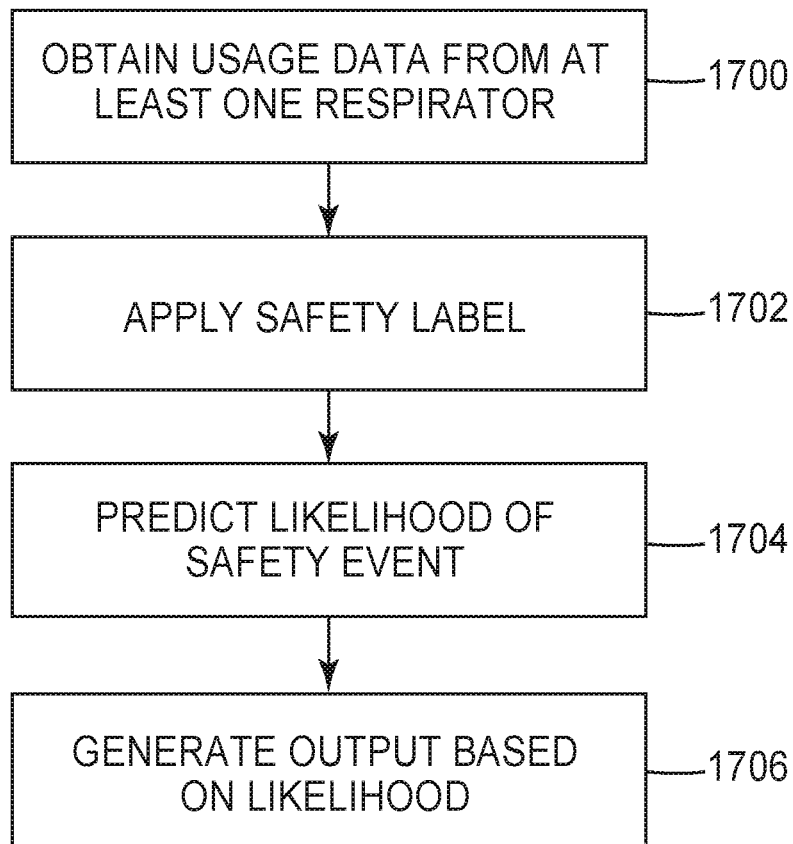 OBTAIN USAGE DATA FROM AT
LEAST ONE RESPIRATOR
1700
APPLY SAFETY LABEL
1702
PREDICT LIKELIHOOD OF
SAFETY EVENT
1704
GENERATE OUTPUT BASED
ON LIKELIHOOD
1706